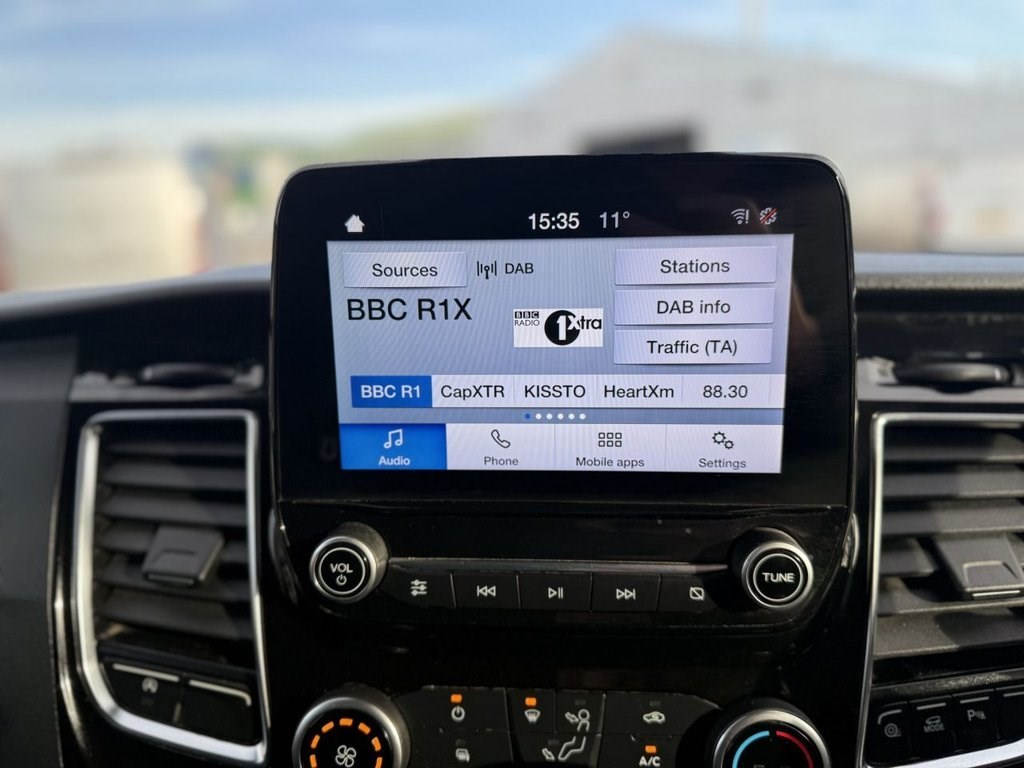 15:35 11°
Sources DAB Stations
BBC R1X
BBC
RADIO
1Xtra
DAB info
Traffic (TA)
BBC R1 CapXTR KISSTO HeartXm 88.30
Audio Phone Mobile apps Settings
VOL
TUNE
A/C
MODE
P